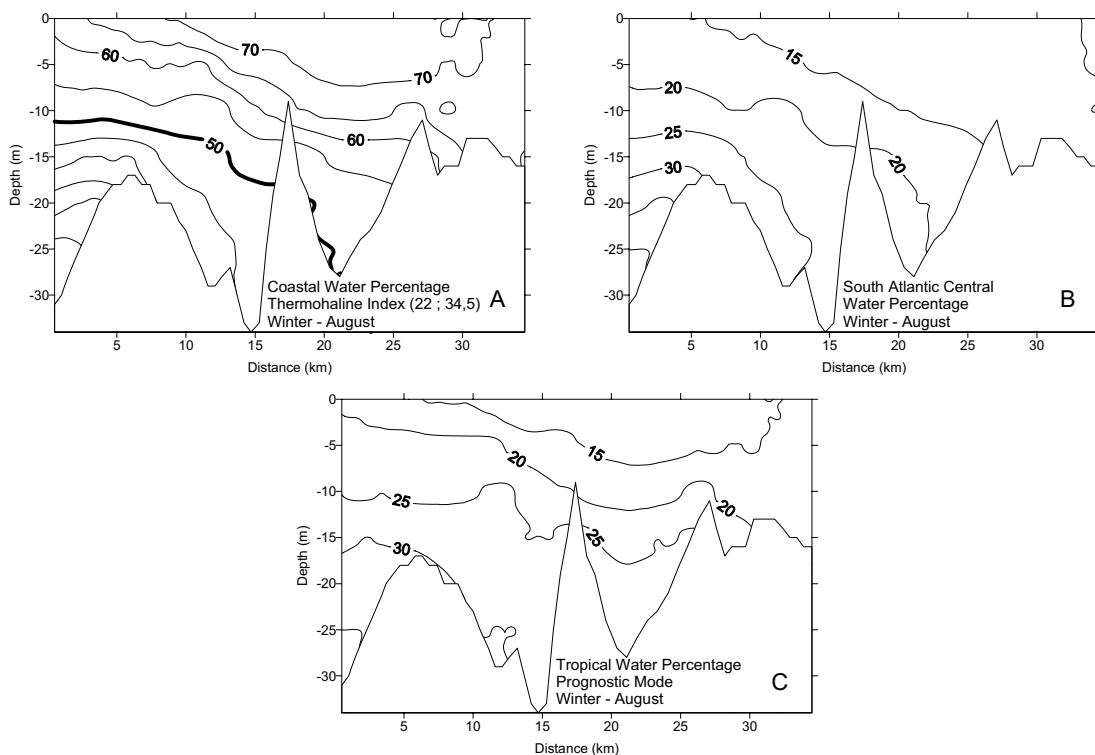 0
-5
-10
-15
-20
-25
-30
Depth (m)
70
60
70
50
60
Coastal Water Percentage
Thermohaline Index (22 ; 34,5)
Winter - August
A
5 10 15 20 25 30
Distance (km)
0
-5
-10
-15
-20
-25
-30
Depth (m)
15
20
25
30
20
South Atlantic Central
Water Percentage
Winter - August
B
5 10 15 20 25 30
Distance (km)
0
-5
-10
-15
-20
-25
-30
Depth (m)
15
20
25
20
25
30
Tropical Water Percentage
Prognostic Mode
Winter - August
C
5 10 15 20 25 30
Distance (km)